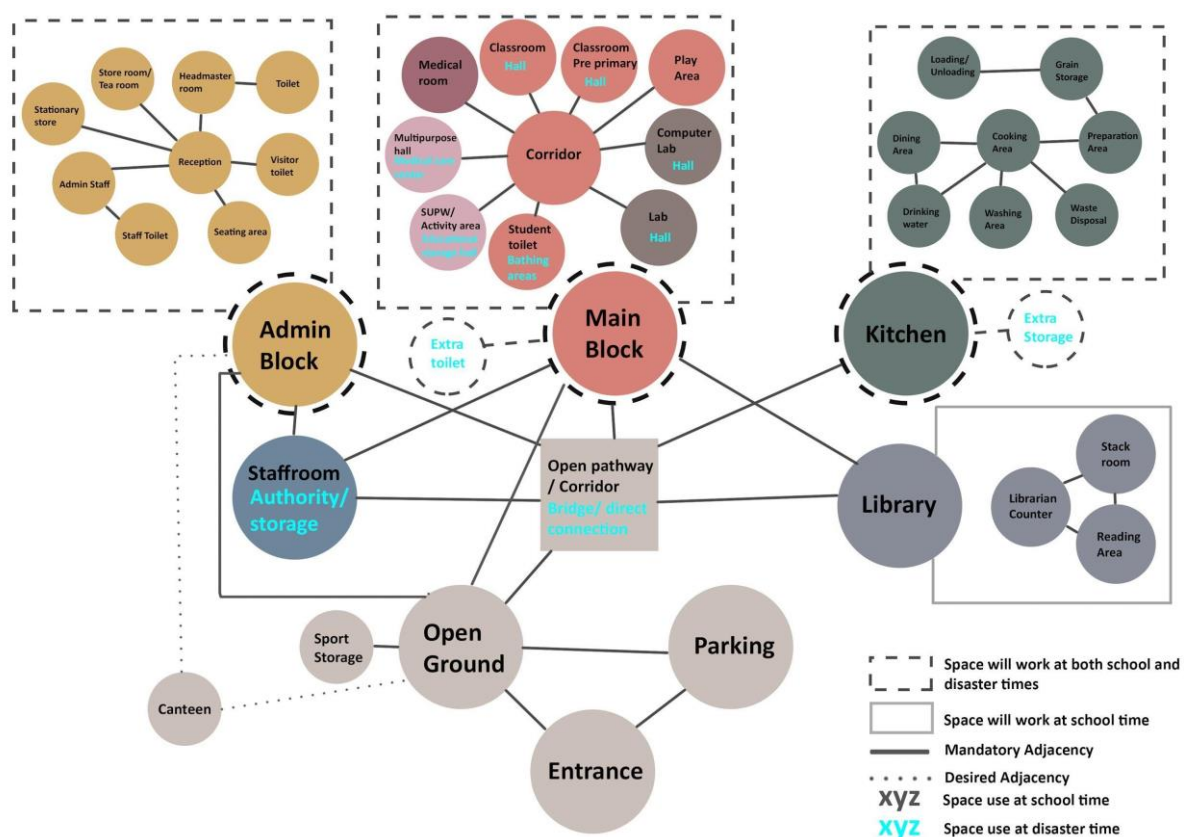 Store room/
Tea room
Headmaster
room
Toilet
Stationary
store
Reception
Visitor
toilet
Admin Staff
Staff Toilet
Seating area
Medical
room
Classroom
Hall
Classroom
Pre primary
Hall
Play
Area
Multipurpose
hall
Corridor
Computer
Lab
Hall
SUPW/
Activity area
Student
toilet
Bathing
areas
Lab
Hall
Loading/
Unloading
Grain
Storage
Dining
Area
Cooking
Area
Preparation
Area
Drinking
water
Washing
Area
Waste
Disposal
Admin
Block
Extra
toilet
Main
Block
Kitchen
Extra
Storage
Staffroom
Authority/
storage
Open pathway
/ Corridor
Bridge/ direct
connection
Library
Stack
room
Librarian
Counter
Reading
Area
Sport
Storage
Open
Ground
Parking
Canteen
Entrance
Space will work at both school and
disaster times
Space will work at school time
Mandatory Adjacency
Desired Adjacency
xyz Space use at school time
xyz Space use at disaster time